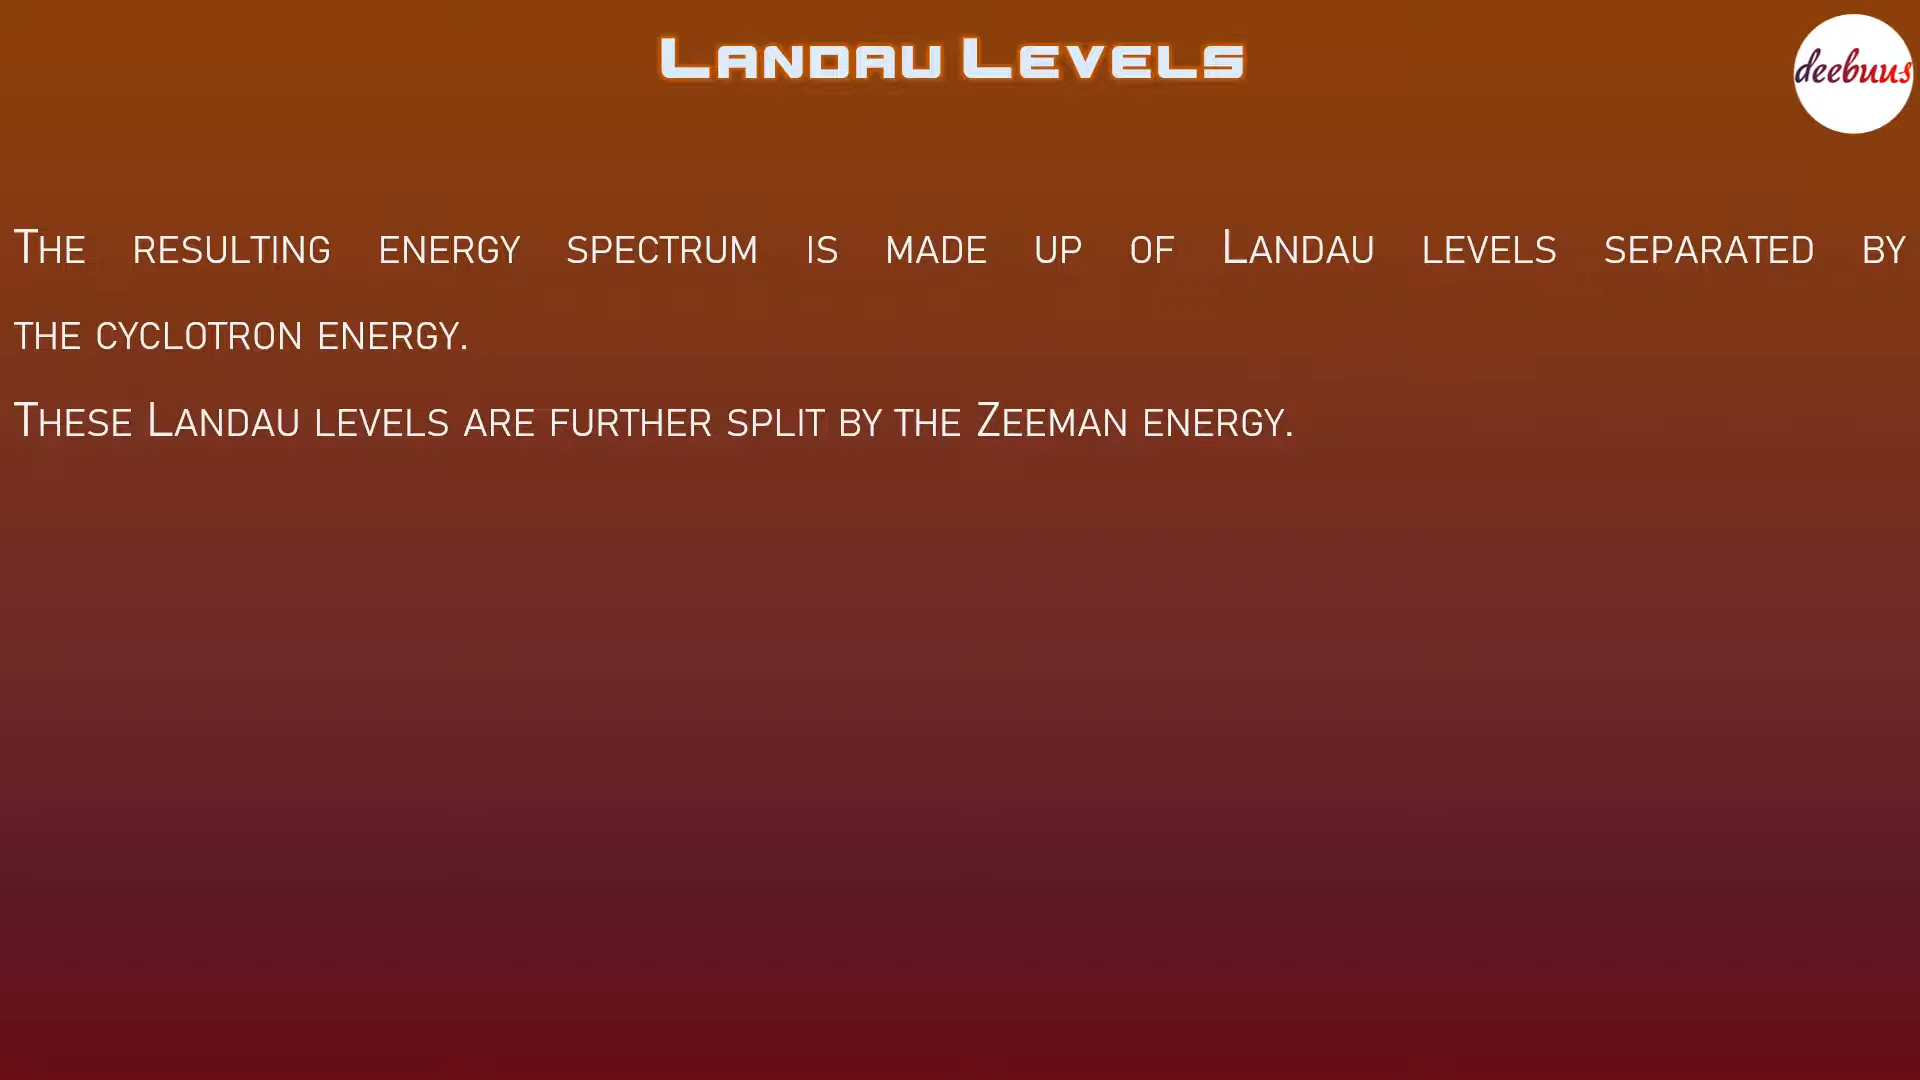 Landau Levels
deebuus
The resulting energy spectrum is made up of Landau levels separated by
the cyclotron energy.
These Landau levels are further split by the Zeeman energy.